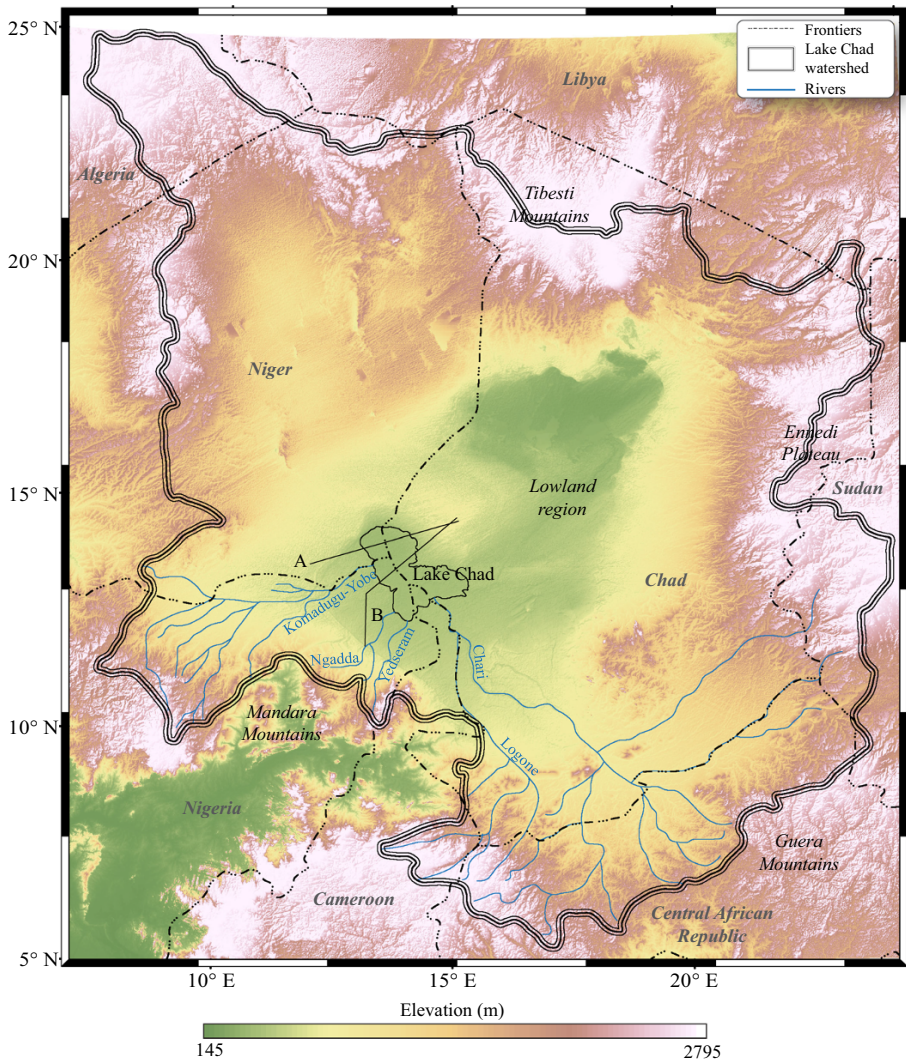 25° N
Frontiers
Lake Chad
watershed
Rivers
Libya
Algeria
Tibesti
Mountains
20° N
Niger
Ennedi
Plateau
15° N
Lowland
region
Sudan
A
Lake Chad
Chad
Komadugu-Yobe
B
Ngadda
Yedseram
Chari
10° N
Mandara
Mountains
Logone
Nigeria
Guera
Mountains
Cameroon
Central African
Republic
5° N
10° E
15° E
20° E
Elevation (m)
145
2795